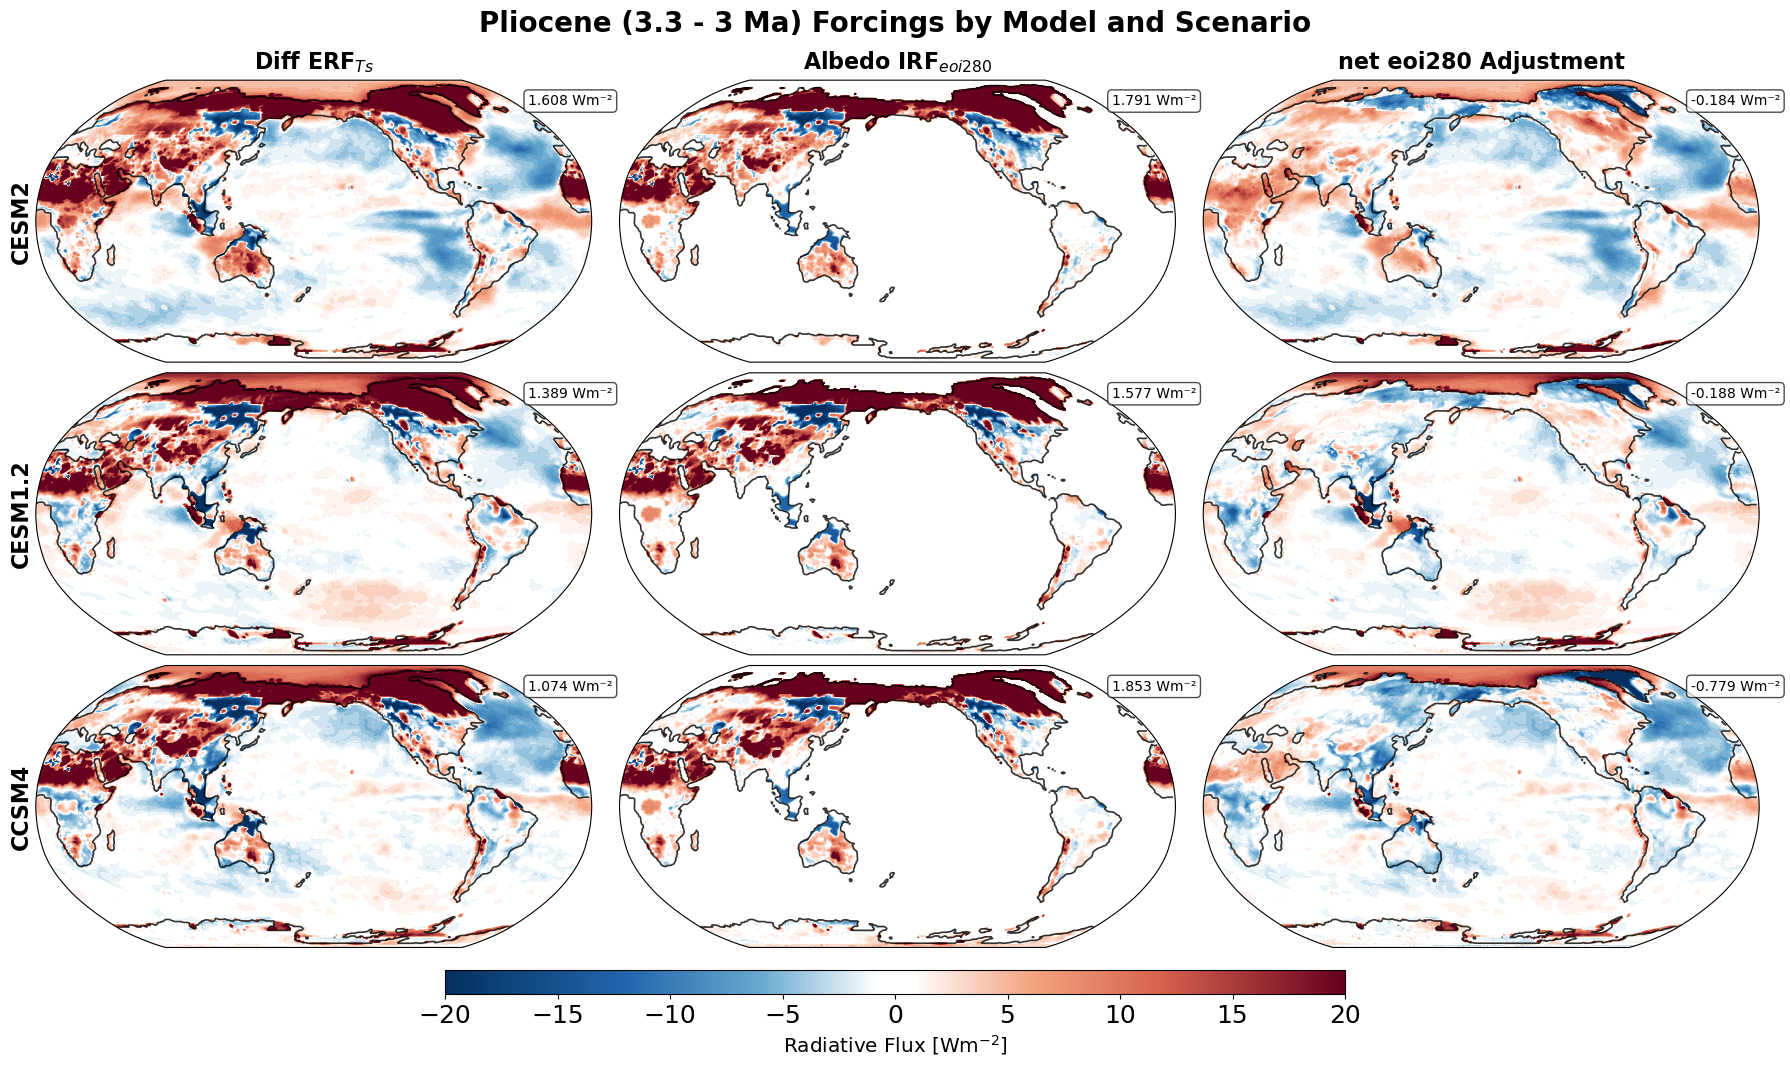 Pliocene (3.3 - 3 Ma) Forcings by Model and Scenario
Diff ERF_Ts
Albedo IRF_eoi280
net eoi280 Adjustment
CESM2
1.608 Wm⁻²
1.791 Wm⁻²
-0.184 Wm⁻²
CESM1.2
1.389 Wm⁻²
1.577 Wm⁻²
-0.188 Wm⁻²
CCSM4
1.074 Wm⁻²
1.853 Wm⁻²
-0.779 Wm⁻²
−20 −15 −10 −5 0 5 10 15 20
Radiative Flux [Wm⁻²]